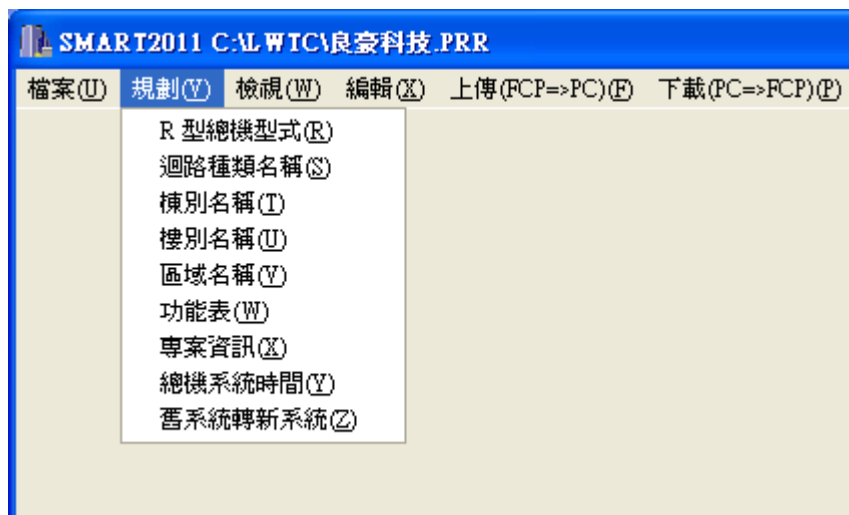 SMART2011 C:\LWTC\良豪科技.PRR
檔案(U) 規劃(V) 檢視(W) 編輯(X) 上傳(FCP=>PC)(F) 下載(PC=>FCP)(P)
R 型總機型式(R)
迴路種類名稱(S)
棟別名稱(T)
樓別名稱(U)
區域名稱(V)
功能表(W)
專案資訊(X)
總機系統時間(Y)
舊系統轉新系統(Z)